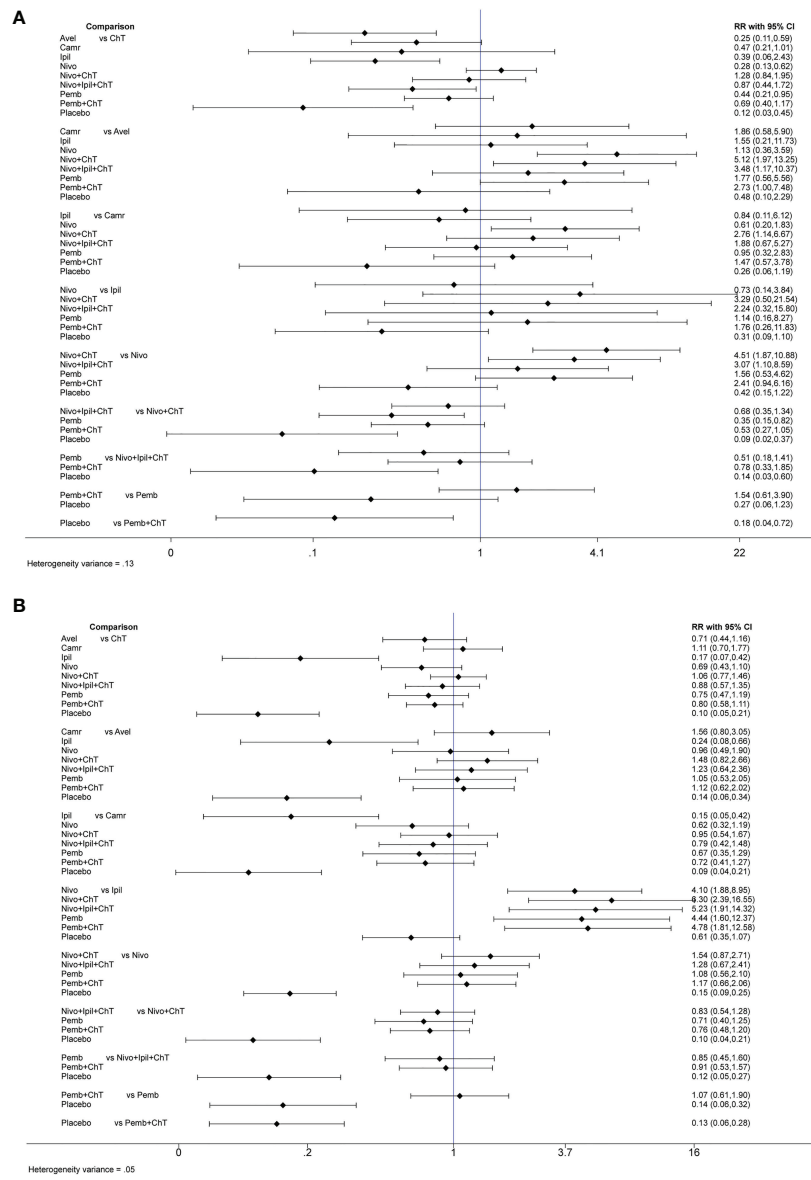 A
Comparison RR with 95% CI
Avel vs ChT 0.25 (0.11,0.59)
Camr 0.47 (0.21,1.01)
Ipil 0.39 (0.06,2.43)
Nivo 0.28 (0.13,0.62)
Nivo+ChT 1.28 (0.84,1.95)
Nivo+Ipil+ChT 0.87 (0.44,1.72)
Pemb 0.44 (0.21,0.95)
Pemb+ChT 0.69 (0.40,1.17)
Placebo 0.12 (0.03,0.45)
Camr vs Avel 1.86 (0.58,5.90)
Ipil 1.55 (0.21,11.73)
Nivo 1.13 (0.36,3.59)
Nivo+ChT 5.12 (1.97,13.25)
Nivo+Ipil+ChT 3.48 (1.17,10.37)
Pemb 1.77 (0.56,5.56)
Pemb+ChT 2.73 (1.00,7.48)
Placebo 0.48 (0.10,2.29)
Ipil vs Camr 0.84 (0.11,6.12)
Nivo 0.61 (0.20,1.83)
Nivo+ChT 2.76 (1.14,6.67)
Nivo+Ipil+ChT 1.88 (0.67,5.27)
Pemb 0.95 (0.32,2.83)
Pemb+ChT 1.47 (0.57,3.78)
Placebo 0.26 (0.06,1.19)
Nivo vs Ipil 0.73 (0.14,3.84)
Nivo+ChT 3.29 (0.50,21.54)
Nivo+Ipil+ChT 2.24 (0.32,15.80)
Pemb 1.14 (0.16,8.27)
Pemb+ChT 1.76 (0.26,11.83)
Placebo 0.31 (0.09,1.10)
Nivo+ChT vs Nivo 4.51 (1.87,10.88)
Nivo+Ipil+ChT 3.07 (1.10,8.59)
Pemb 1.56 (0.53,4.62)
Pemb+ChT 2.41 (0.94,6.16)
Placebo 0.42 (0.15,1.22)
Nivo+Ipil+ChT vs Nivo+ChT 0.68 (0.35,1.34)
Pemb 0.35 (0.15,0.82)
Pemb+ChT 0.53 (0.27,1.05)
Placebo 0.09 (0.02,0.37)
Pemb vs Nivo+Ipil+ChT 0.51 (0.18,1.41)
Pemb+ChT 0.78 (0.33,1.85)
Placebo 0.14 (0.03,0.60)
Pemb+ChT vs Pemb 1.54 (0.61,3.90)
Placebo 0.27 (0.06,1.23)
Placebo vs Pemb+ChT 0.18 (0.04,0.72)
0 .1 1 4.1 22
Heterogeneity variance = .13
B
Comparison RR with 95% CI
Avel vs ChT 0.71 (0.44,1.16)
Camr 1.11 (0.70,1.77)
Ipil 0.17 (0.07,0.42)
Nivo 0.69 (0.43,1.10)
Nivo+ChT 1.06 (0.77,1.46)
Nivo+Ipil+ChT 0.88 (0.57,1.35)
Pemb 0.75 (0.47,1.19)
Pemb+ChT 0.80 (0.58,1.11)
Placebo 0.10 (0.05,0.21)
Camr vs Avel 1.56 (0.80,3.05)
Ipil 0.24 (0.08,0.66)
Nivo 0.96 (0.49,1.90)
Nivo+ChT 1.48 (0.82,2.66)
Nivo+Ipil+ChT 1.23 (0.64,2.36)
Pemb 1.05 (0.53,2.05)
Pemb+ChT 1.12 (0.62,2.02)
Placebo 0.14 (0.06,0.34)
Ipil vs Camr 0.15 (0.05,0.42)
Nivo 0.62 (0.32,1.19)
Nivo+ChT 0.95 (0.54,1.67)
Nivo+Ipil+ChT 0.79 (0.42,1.48)
Pemb 0.67 (0.35,1.29)
Pemb+ChT 0.72 (0.41,1.27)
Placebo 0.09 (0.04,0.21)
Nivo vs Ipil 4.10 (1.88,8.95)
Nivo+ChT 6.30 (2.39,16.55)
Nivo+Ipil+ChT 5.23 (1.91,14.32)
Pemb 4.44 (1.60,12.37)
Pemb+ChT 4.78 (1.81,12.58)
Placebo 0.61 (0.35,1.07)
Nivo+ChT vs Nivo 1.54 (0.87,2.71)
Nivo+Ipil+ChT 1.28 (0.67,2.41)
Pemb 1.08 (0.56,2.10)
Pemb+ChT 1.17 (0.66,2.06)
Placebo 0.15 (0.09,0.25)
Nivo+Ipil+ChT vs Nivo+ChT 0.83 (0.54,1.28)
Pemb 0.71 (0.40,1.25)
Pemb+ChT 0.76 (0.48,1.20)
Placebo 0.10 (0.04,0.21)
Pemb vs Nivo+Ipil+ChT 0.85 (0.45,1.60)
Pemb+ChT 0.91 (0.53,1.57)
Placebo 0.12 (0.05,0.27)
Pemb+ChT vs Pemb 1.07 (0.61,1.90)
Placebo 0.14 (0.06,0.32)
Placebo vs Pemb+ChT 0.13 (0.06,0.28)
0 .2 1 3.7 16
Heterogeneity variance = .05